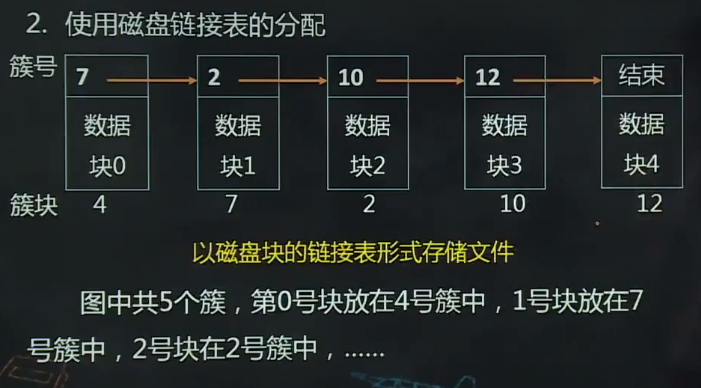 2. 使用磁盘链接表的分配
簇号 7 2 10 12 结束
数据 数据 数据 数据 数据
块0 块1 块2 块3 块4
簇块 4 7 2 10 12
以磁盘块的链接表形式存储文件
图中共5个簇，第0号块放在4号簇中，1号块放在7
号簇中，2号块在2号簇中，......